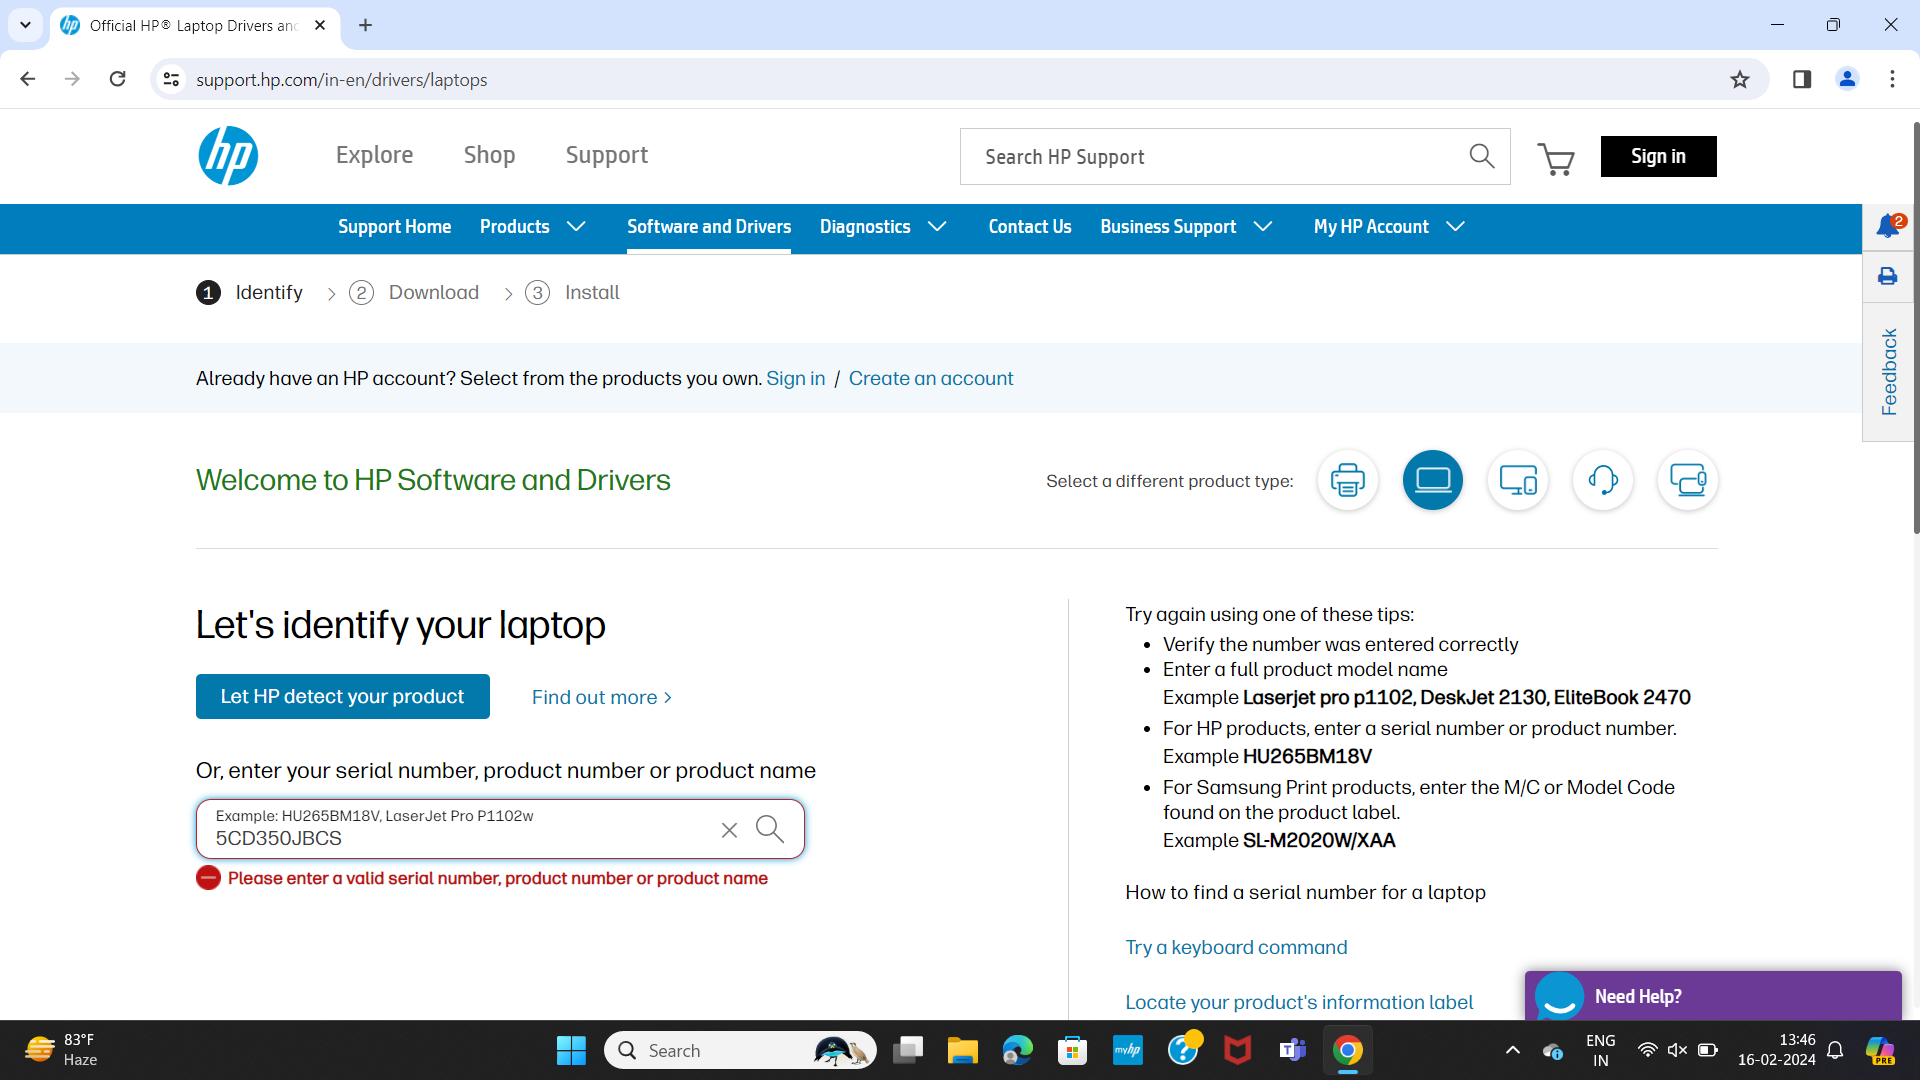 Official HP® Laptop Drivers and
support.hp.com/in-en/drivers/laptops
hp
Explore
Shop
Support
Search HP Support
Sign in
Support Home
Products
Software and Drivers
Diagnostics
Contact Us
Business Support
My HP Account
2
1 Identify
2 Download
3 Install
Feedback
Already have an HP account? Select from the products you own. Sign in / Create an account
Welcome to HP Software and Drivers
Select a different product type:
Let's identify your laptop
Let HP detect your product
Find out more >
Or, enter your serial number, product number or product name
Example: HU265BM18V, LaserJet Pro P1102w
5CD350JBCS
Please enter a valid serial number, product number or product name
Try again using one of these tips:
• Verify the number was entered correctly
• Enter a full product model name
Example Laserjet pro p1102, DeskJet 2130, EliteBook 2470
• For HP products, enter a serial number or product number.
Example HU265BM18V
• For Samsung Print products, enter the M/C or Model Code
found on the product label.
Example SL-M2020W/XAA
How to find a serial number for a laptop
Try a keyboard command
Locate your product's information label
Need Help?
83°F
Haze
Search
myhp
ENG
IN
13:46
16-02-2024
PRE